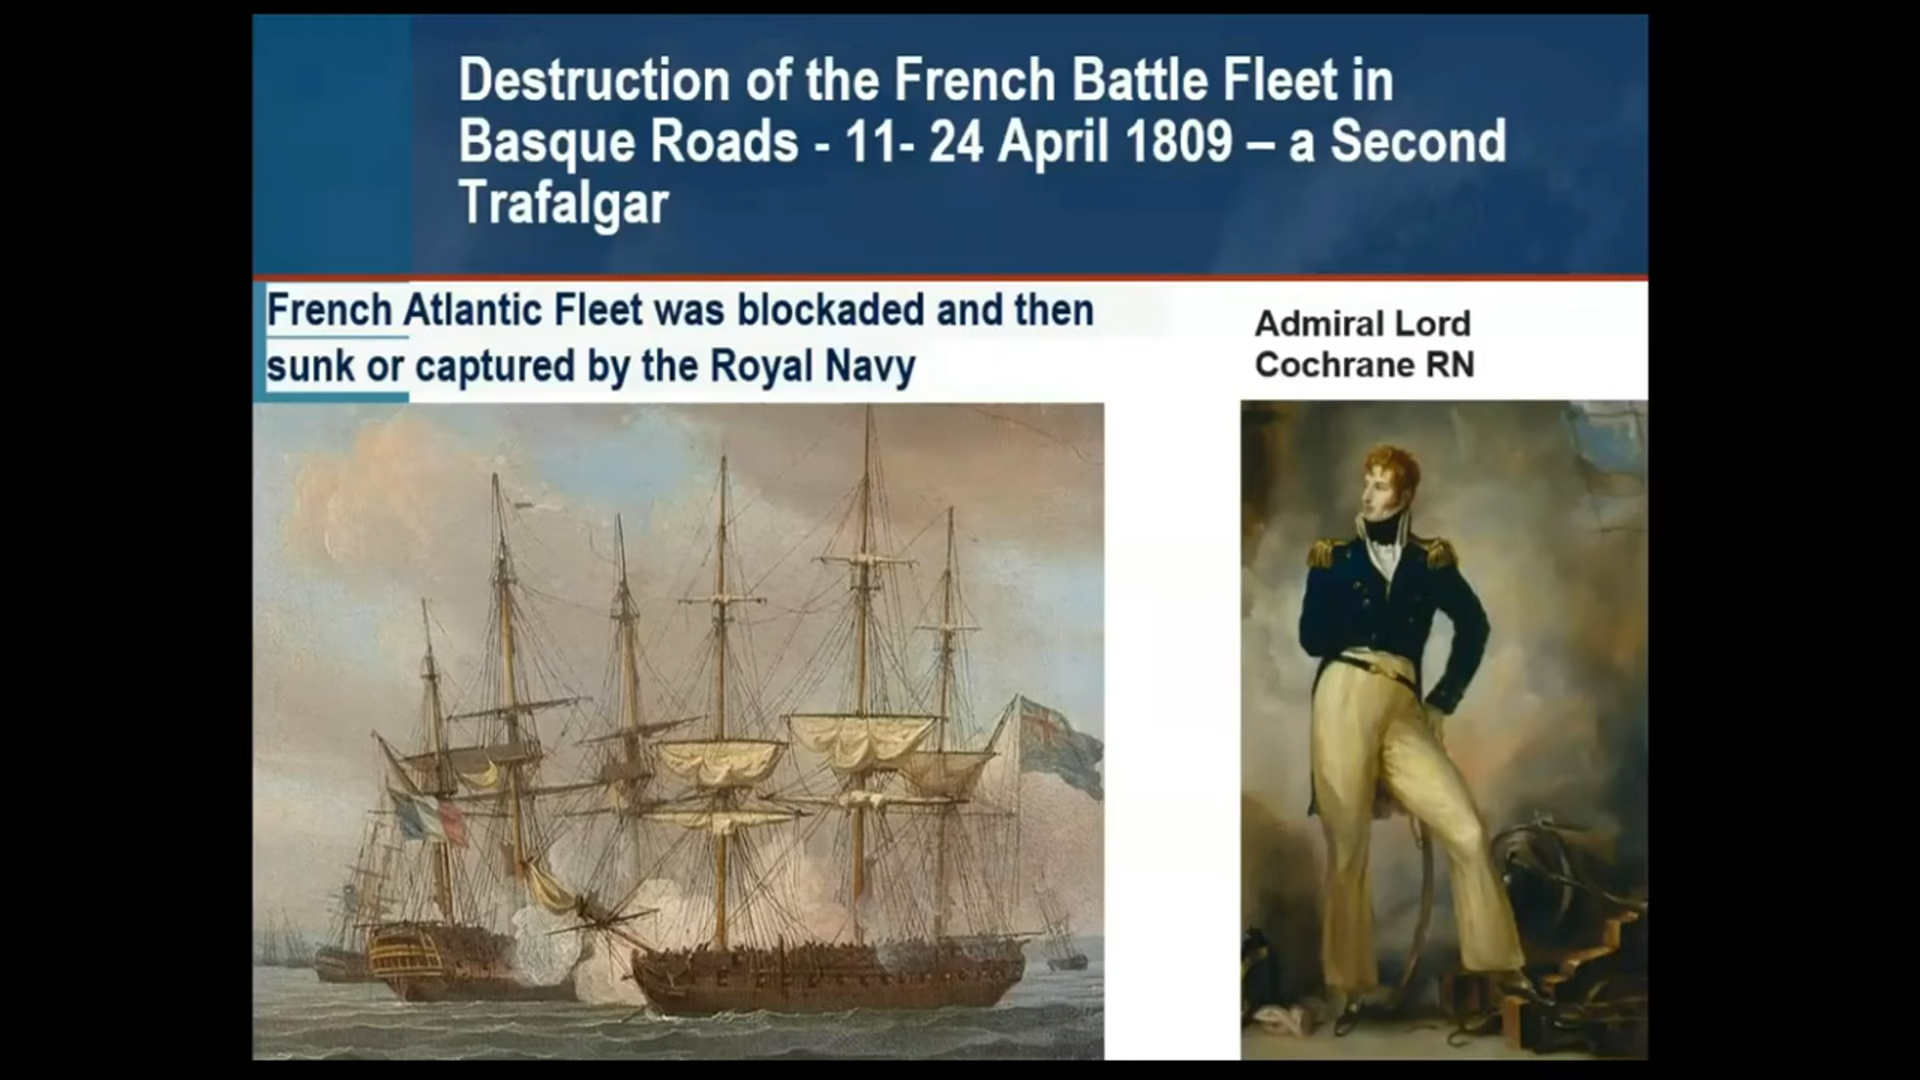 Destruction of the French Battle Fleet in
Basque Roads - 11- 24 April 1809 – a Second
Trafalgar
French Atlantic Fleet was blockaded and then
sunk or captured by the Royal Navy
Admiral Lord
Cochrane RN